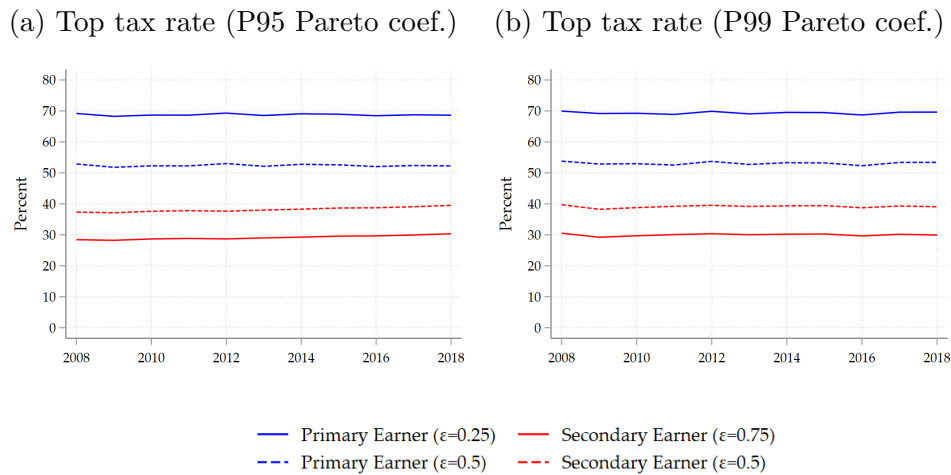 (a) Top tax rate (P95 Pareto coef.)
(b) Top tax rate (P99 Pareto coef.)
Percent
80
70
60
50
40
30
20
10
0
2008 2010 2012 2014 2016 2018
Percent
80
70
60
50
40
30
20
10
0
2008 2010 2012 2014 2016 2018
Primary Earner (ε=0.25) Secondary Earner (ε=0.75)
Primary Earner (ε=0.5) Secondary Earner (ε=0.5)